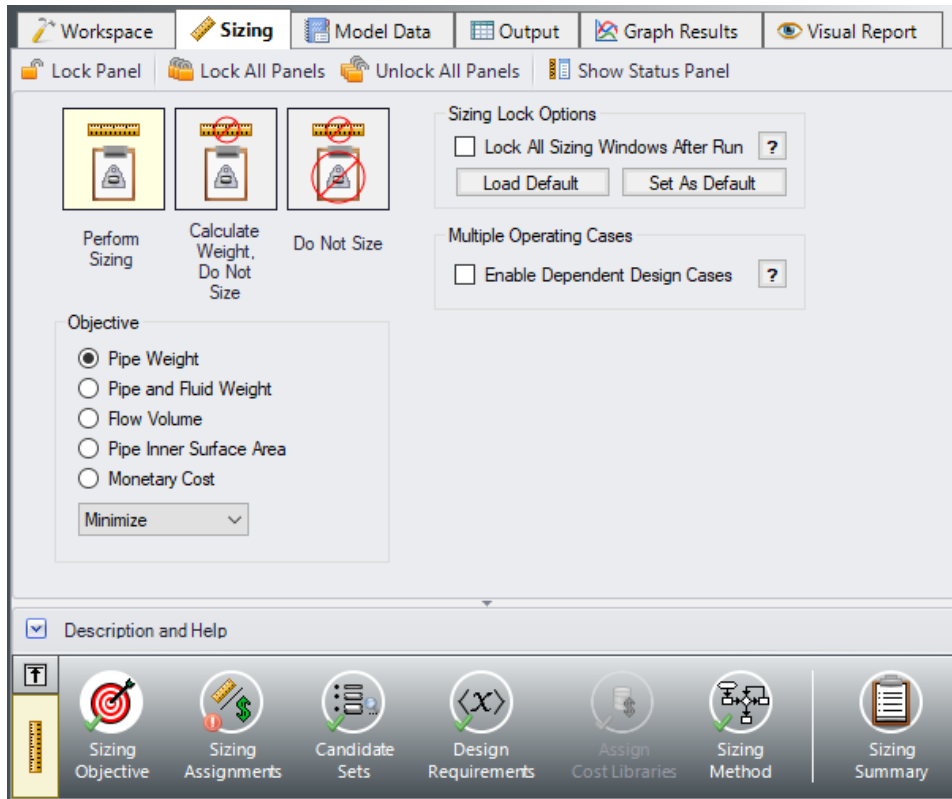 Workspace
Sizing
Model Data
Output
Graph Results
Visual Report
Lock Panel
Lock All Panels
Unlock All Panels
Show Status Panel
Perform
Sizing
Calculate
Weight,
Do Not
Size
Do Not Size
Sizing Lock Options
Lock All Sizing Windows After Run
?
Load Default
Set As Default
Multiple Operating Cases
Enable Dependent Design Cases
?
Objective
Pipe Weight
Pipe and Fluid Weight
Flow Volume
Pipe Inner Surface Area
Monetary Cost
Minimize
Description and Help
Sizing
Objective
Sizing
Assignments
Candidate
Sets
Design
Requirements
Assign
Cost Libraries
Sizing
Method
Sizing
Summary